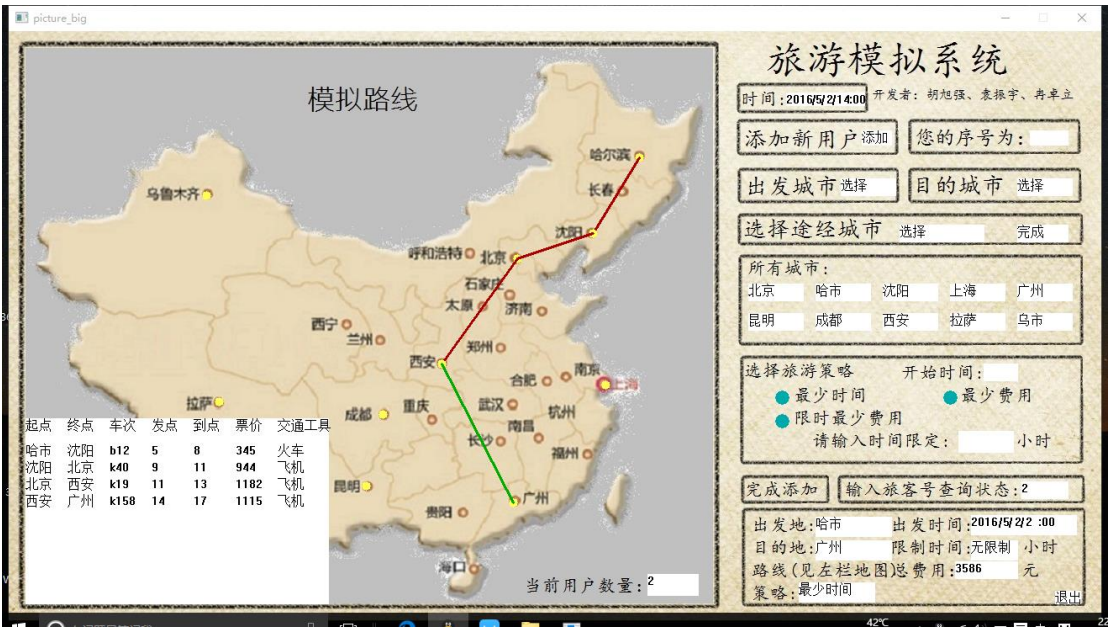 picture_big
模拟路线
哈尔滨
长春
乌鲁木齐
沈阳
呼和浩特
北京
石家庄
太原
济南
西宁
兰州
郑州
西安
合肥
南京
上海
拉萨
成都
重庆
武汉
杭州
南昌
长沙
福州
昆明
广州
贵阳
海口
起点 终点 车次 发点 到点 票价 交通工具
哈市 沈阳 b12 5 8 345 火车
沈阳 北京 k40 9 11 944 飞机
北京 西安 k19 11 13 1182 飞机
西安 广州 k158 14 17 1115 飞机
当前用户数量:2
旅游模拟系统
时间:2016/5/2/14:00 开发者: 胡旭强、袁振宇、冉卓立
添加新用户 添加 您的序号为:
出发城市 选择 目的城市 选择
选择途经城市 选择 完成
所有城市:
北京 哈市 沈阳 上海 广州
昆明 成都 西安 拉萨 乌市
选择旅游策略 开始时间:
最少时间 最少费用
限时最少费用
请输入时间限定: 小时
完成添加 输入旅客号查询状态:2
出发地:哈市 出发时间:2016/5/2/2 :00
目的地:广州 限制时间:无限制 小时
路线(见左栏地图)总费用:3586 元
策略:最少时间
退出
42℃